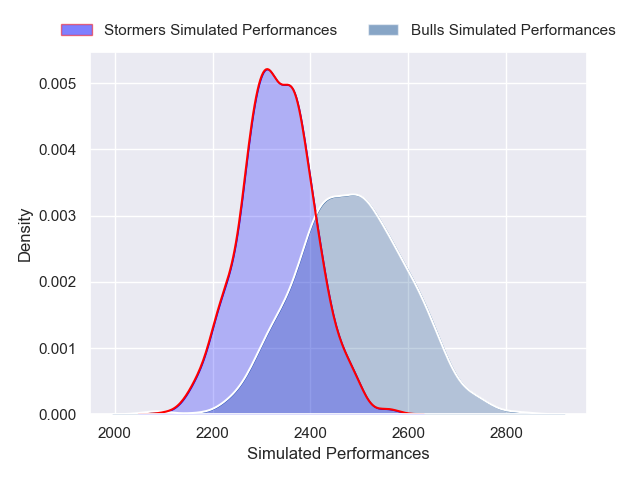 Stormers Simulated Performances Bulls Simulated Performances
0.005
0.004
0.003
0.002
0.001
0.000
Density
2000 2200 2400 2600 2800
Simulated Performances